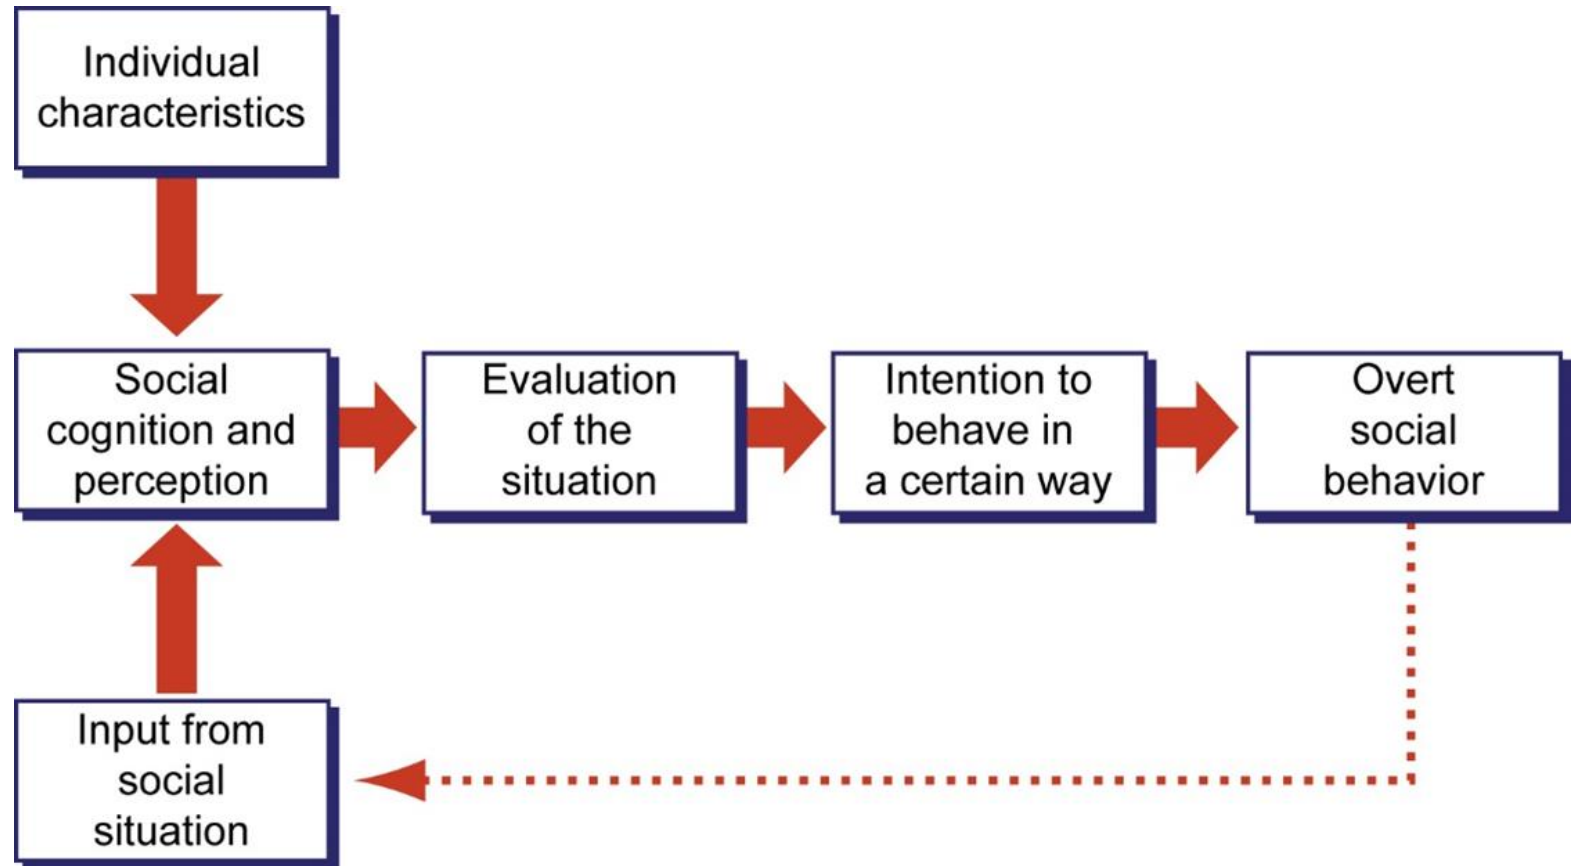 Individual
characteristics
Social
cognition and
perception
Evaluation
of the
situation
Intention to
behave in
a certain way
Overt
social
behavior
Input from
social
situation